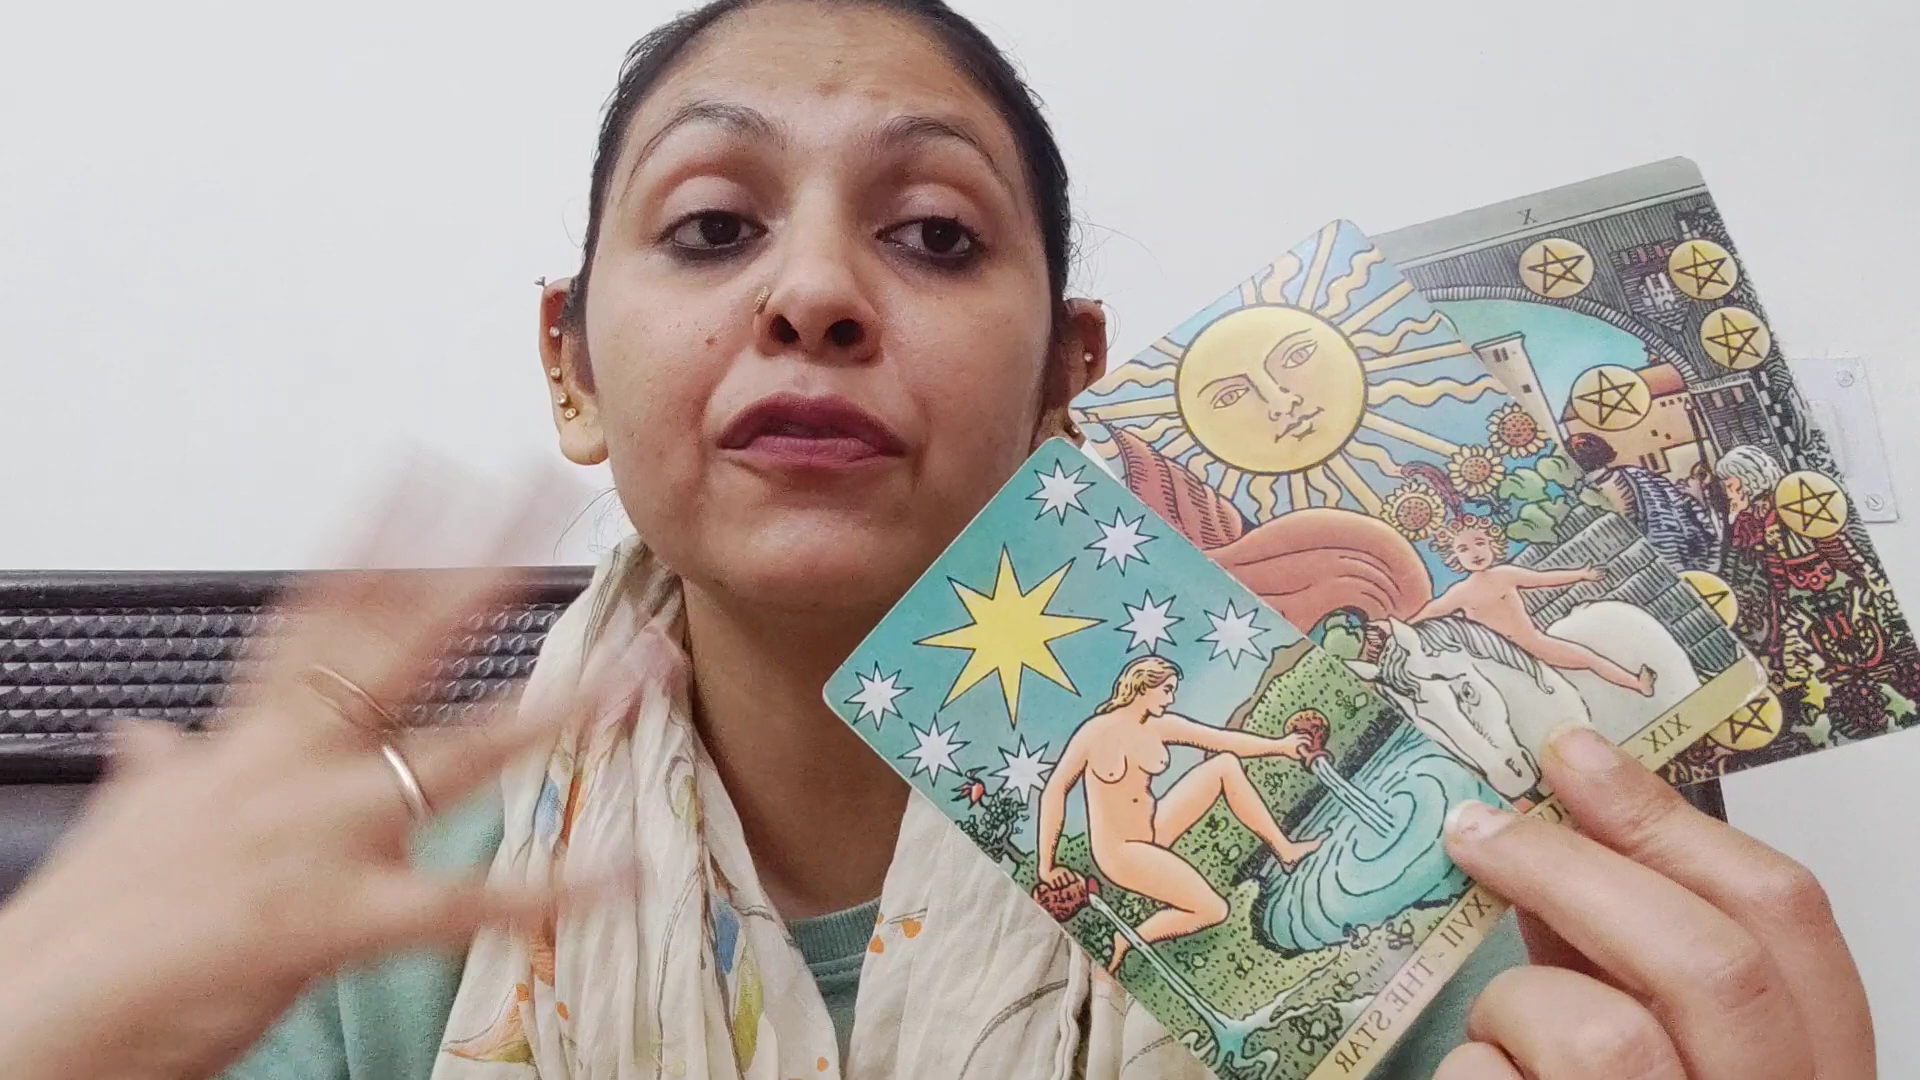 X
XIX
XVII - THE STAR